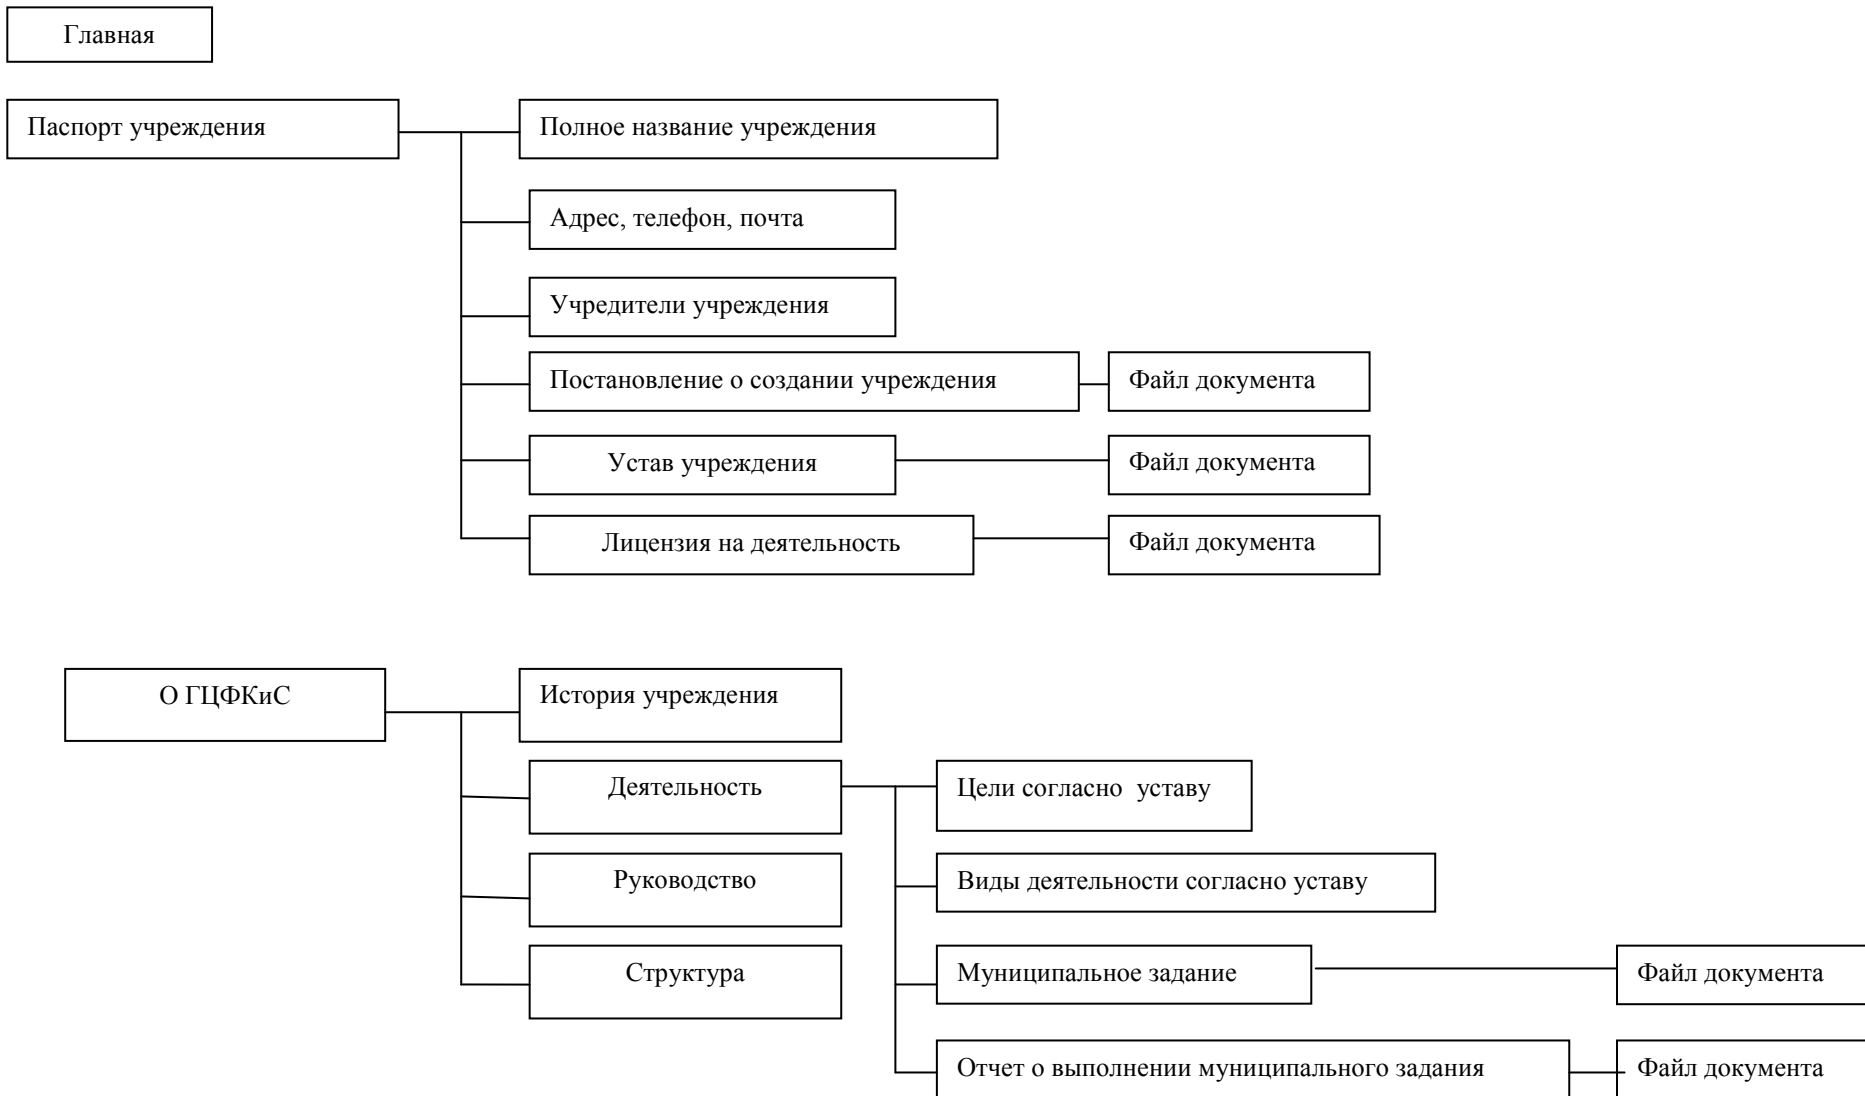 Главная
Паспорт учреждения
Полное название учреждения
Адрес, телефон, почта
Учредители учреждения
Постановление о создании учреждения
Файл документа
Устав учреждения
Файл документа
Лицензия на деятельность
Файл документа
О ГЦФКиС
История учреждения
Деятельность
Цели согласно уставу
Руководство
Виды деятельности согласно уставу
Структура
Муниципальное задание
Файл документа
Отчет о выполнении муниципального задания
Файл документа